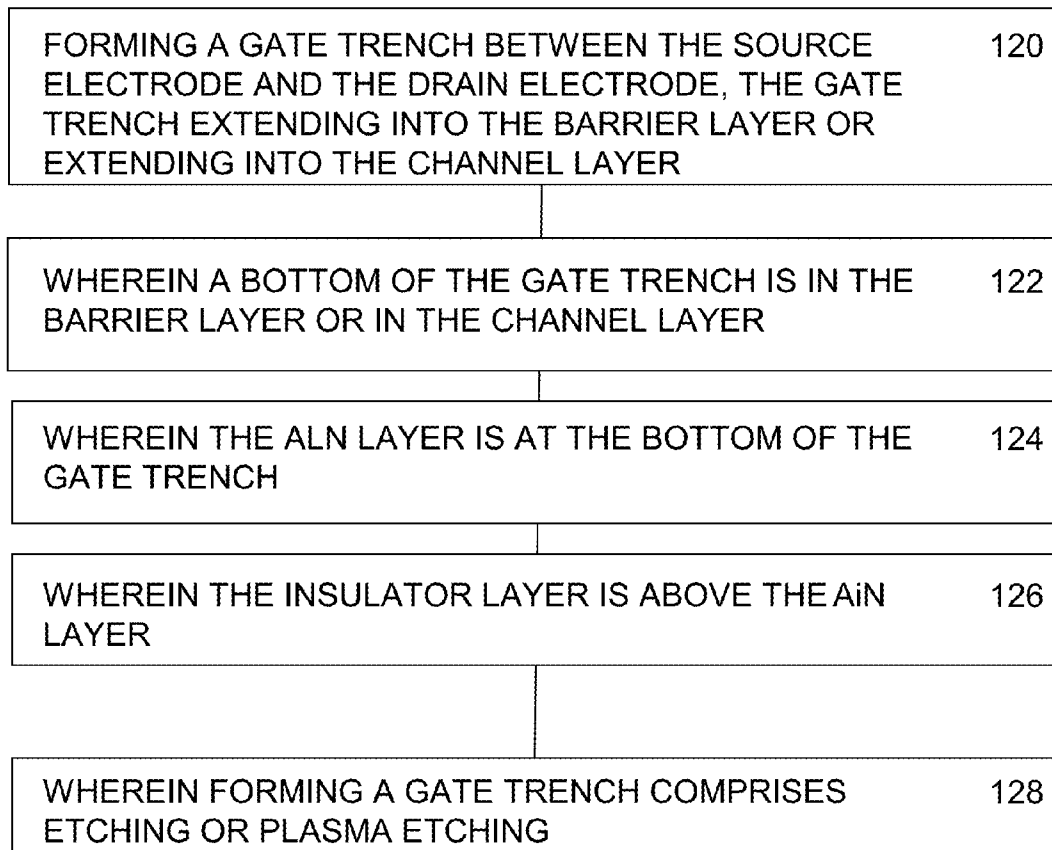 FORMING A GATE TRENCH BETWEEN THE SOURCE 120
ELECTRODE AND THE DRAIN ELECTRODE, THE GATE
TRENCH EXTENDING INTO THE BARRIER LAYER OR
EXTENDING INTO THE CHANNEL LAYER
WHEREIN A BOTTOM OF THE GATE TRENCH IS IN THE 122
BARRIER LAYER OR IN THE CHANNEL LAYER
WHEREIN THE ALN LAYER IS AT THE BOTTOM OF THE 124
GATE TRENCH
WHEREIN THE INSULATOR LAYER IS ABOVE THE AiN 126
LAYER
WHEREIN FORMING A GATE TRENCH COMPRISES 128
ETCHING OR PLASMA ETCHING